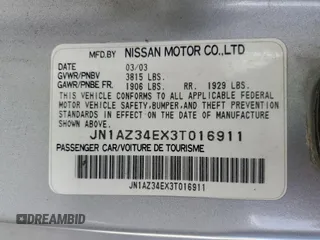 MFD.BY NISSAN MOTOR CO.,LTD
DATE 03/03
GVWR/PNBV 3815 LBS.
GAWR/PNBE FR. 1906 LBS. RR. 1929 LBS.
THIS VEHICLE CONFORMS TO ALL APPLICABLE FEDERAL
MOTOR VEHICLE SAFETY,BUMPER,AND THEFT PREVENTION
STANDARDS IN EFFECT ON THE DATE OF MANUFACTURE
SHOWN ABOVE.
JN1AZ34EX3T016911
PASSENGER CAR/VOITURE DE TOURISME
JN1AZ34EX3T016911
DREAMBID